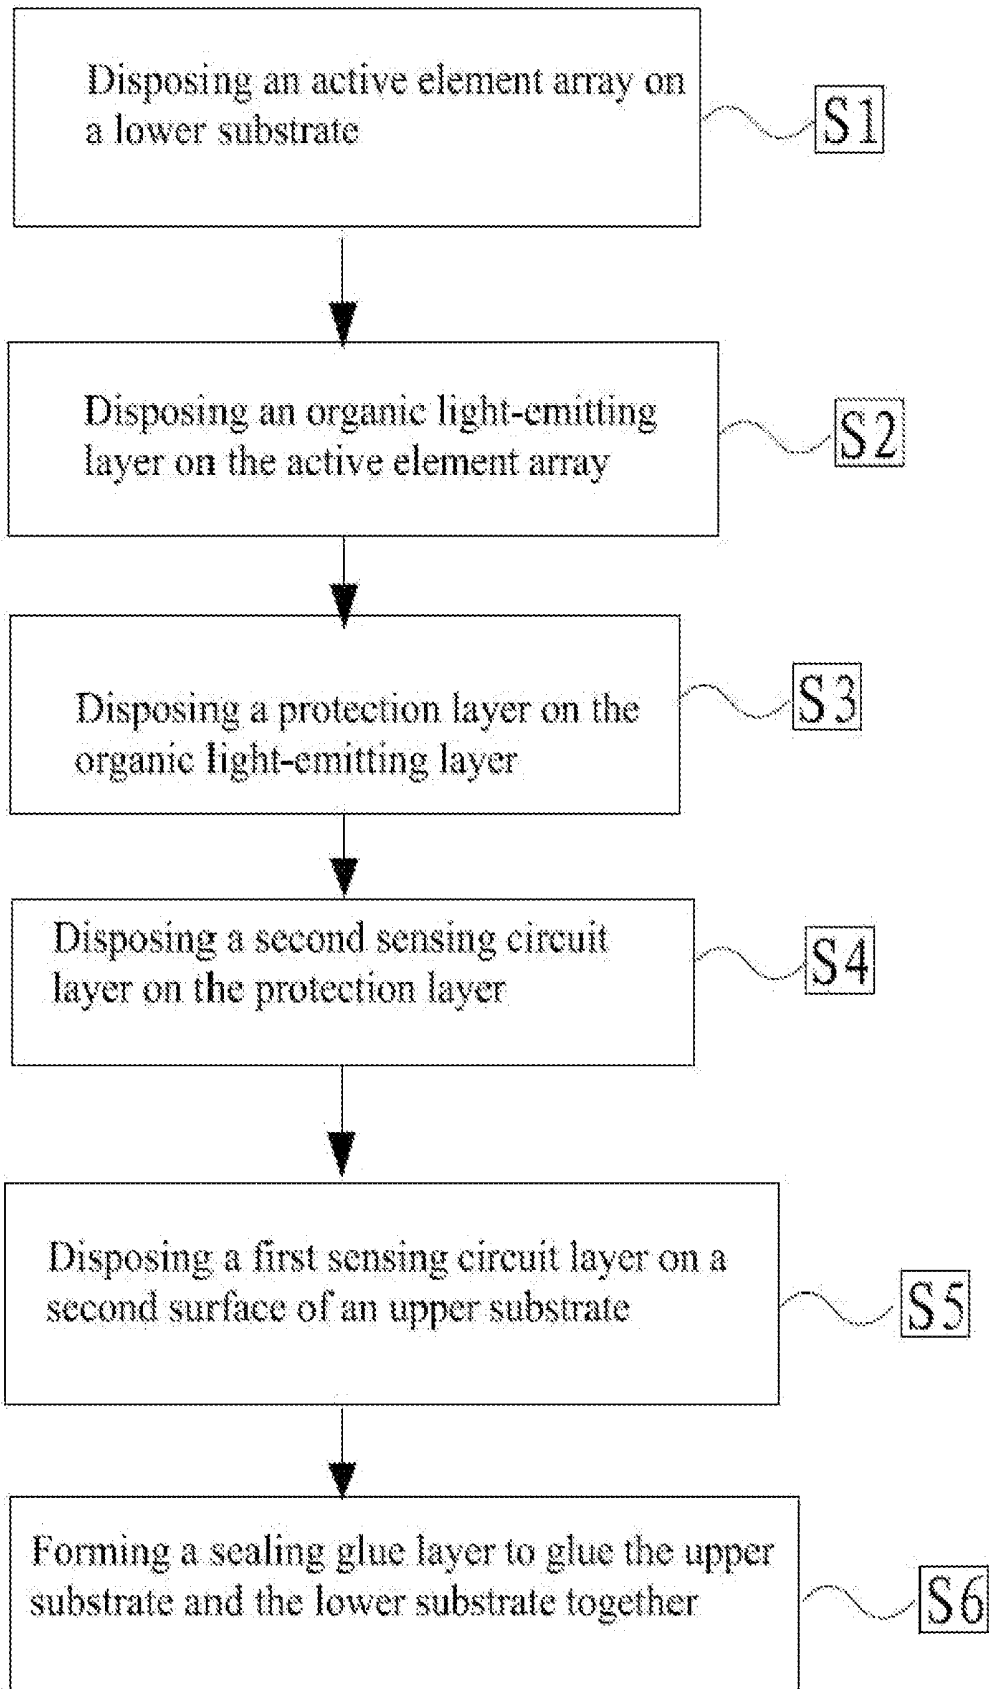 Disposing an active element array on
a lower substrate
S1
Disposing an organic light-emitting
layer on the active element array
S2
Disposing a protection layer on the
organic light-emitting layer
S3
Disposing a second sensing circuit
layer on the protection layer
S4
Disposing a first sensing circuit layer on a
second surface of an upper substrate
S5
Forming a sealing glue layer to glue the upper
substrate and the lower substrate together
S6